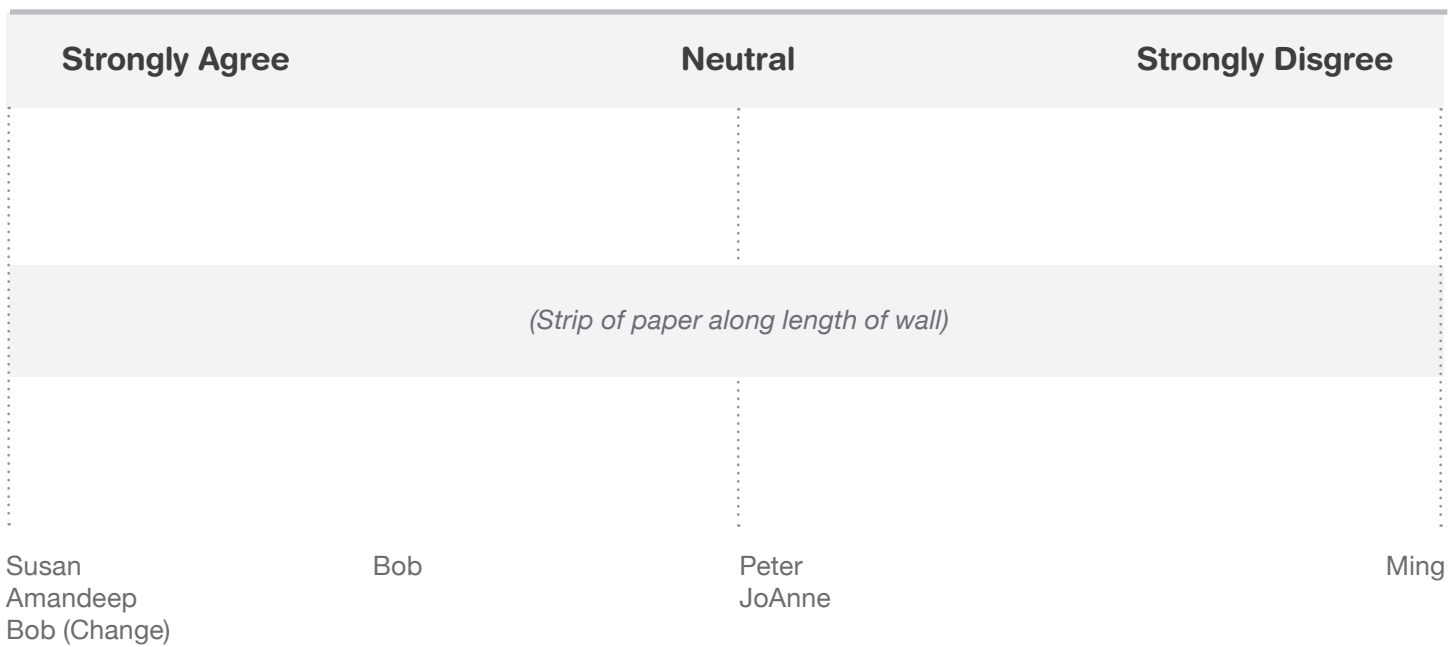 Strongly Agree Neutral Strongly Disgree
(Strip of paper along length of wall)
Susan Bob Peter Ming
Amandeep JoAnne
Bob (Change)